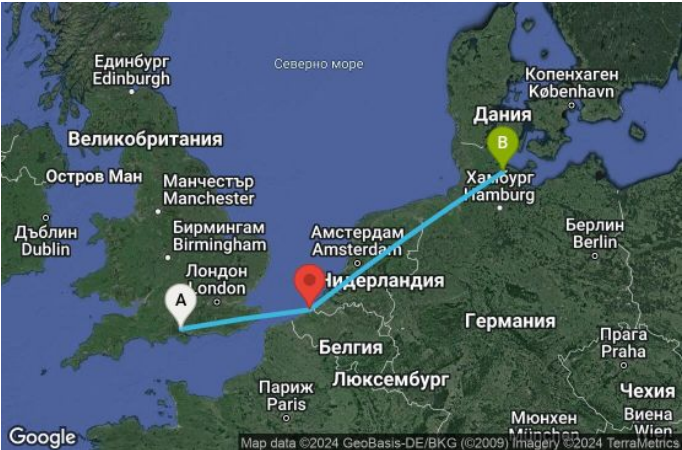 Единбург
Edinburgh
Северно море
Копенхаген
København
Дания
Великобритания
B
Остров Ман
Манчестър
Manchester
Хамбург
Hamburg
Дъблин
Dublin
Бирмингам
Birmingham
Амстердам
Amsterdam
Берлин
Berlin
Лондон
London
Нидерландия
A
Германия
Прага
Praha
Белгия
Люксембург
Париж
Paris
Чехия
Мюнхен
München
Виена
Wien
Google
Map data ©2024 GeoBasis-DE/BKG (©2009) Imagery ©2024 TerraMetrics